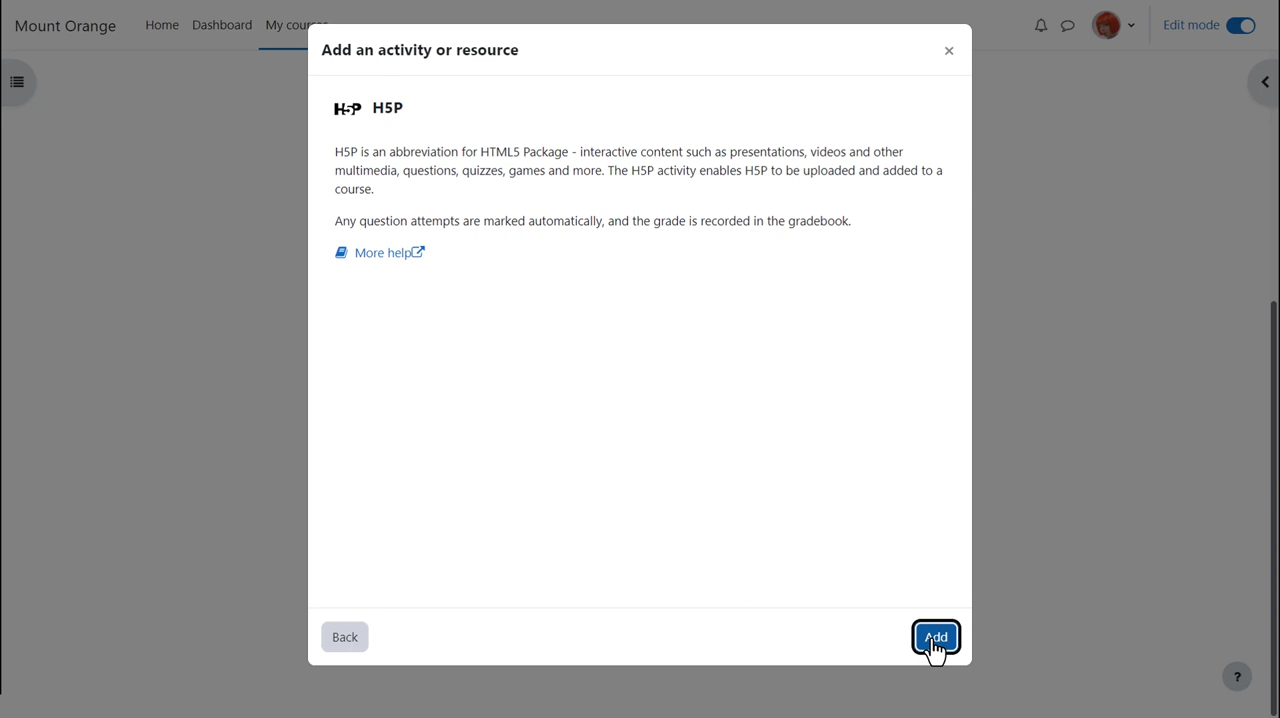 Mount Orange
Home
Dashboard
My cour
Edit mode
Add an activity or resource
×
H5P
H5P
H5P is an abbreviation for HTML5 Package - interactive content such as presentations, videos and other
multimedia, questions, quizzes, games and more. The H5P activity enables H5P to be uploaded and added to a
course.
Any question attempts are marked automatically, and the grade is recorded in the gradebook.
More help
Back
Add
?